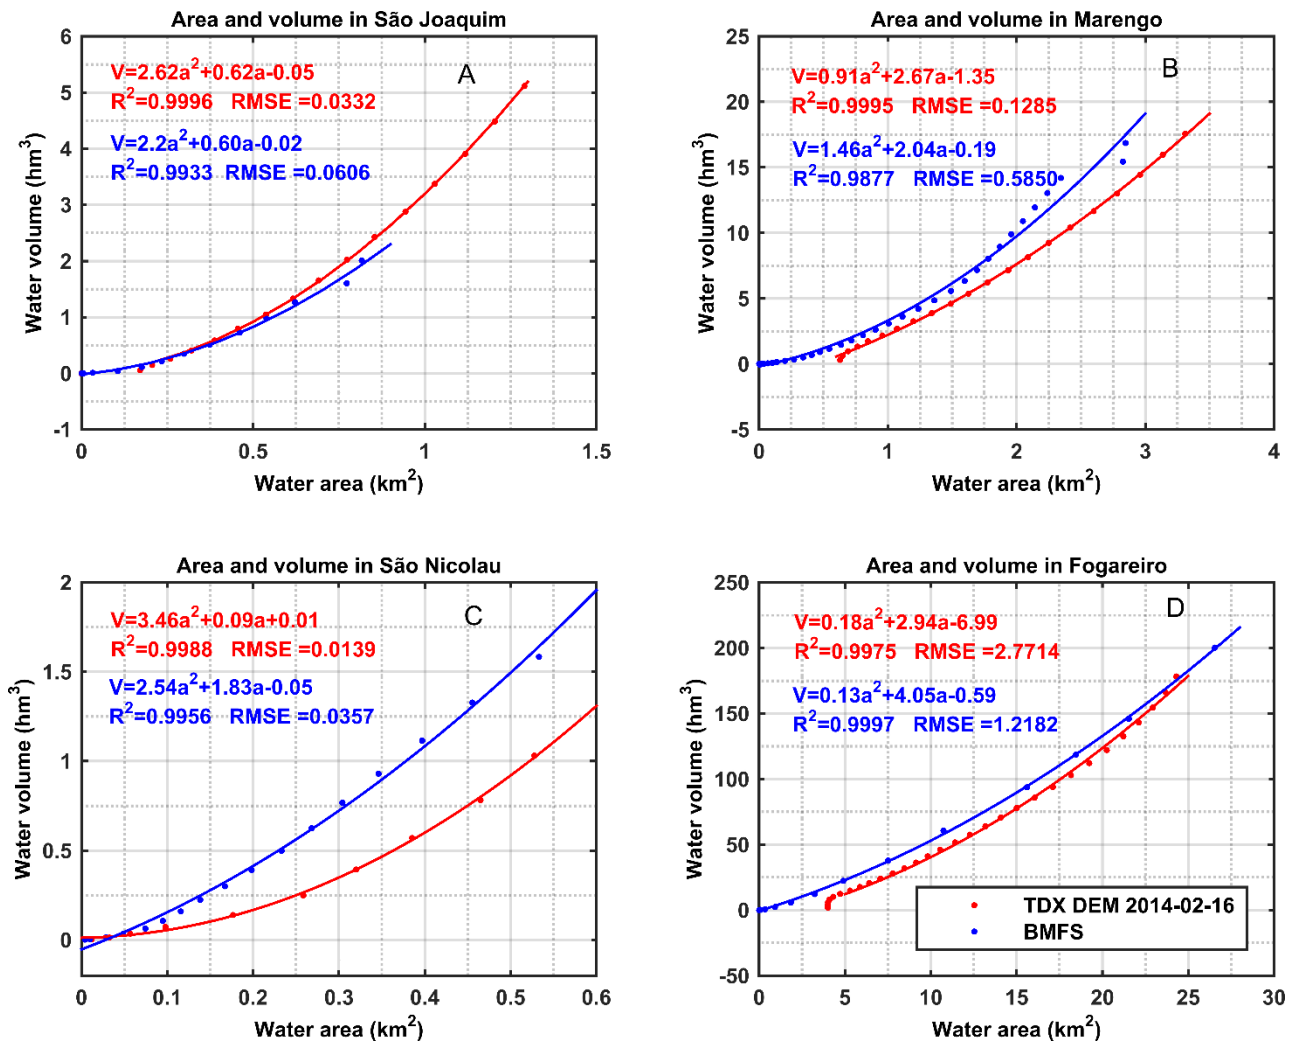 Area and volume in São Joaquim
A
V=2.62a²+0.62a-0.05
R²=0.9996 RMSE=0.0332
V=2.2a²+0.60a-0.02
R²=0.9933 RMSE=0.0606
6
5
4
3
2
1
0
-1
Water volume (hm³)
0 0.5 1 1.5
Water area (km²)
Area and volume in Marengo
B
V=0.91a²+2.67a-1.35
R²=0.9995 RMSE=0.1285
V=1.46a²+2.04a-0.19
R²=0.9877 RMSE=0.5850
25
20
15
10
5
0
-5
Water volume (hm³)
0 1 2 3 4
Water area (km²)
Area and volume in São Nicolau
C
V=3.46a²+0.09a+0.01
R²=0.9988 RMSE=0.0139
V=2.54a²+1.83a-0.05
R²=0.9956 RMSE=0.0357
2
1.5
1
0.5
0
Water volume (hm³)
0 0.1 0.2 0.3 0.4 0.5 0.6
Water area (km²)
Area and volume in Fogareiro
D
V=0.18a²+2.94a-6.99
R²=0.9975 RMSE=2.7714
V=0.13a²+4.05a-0.59
R²=0.9997 RMSE=1.2182
250
200
150
100
50
0
-50
Water volume (hm³)
TDX DEM 2014-02-16
BMFS
0 5 10 15 20 25 30
Water area (km²)